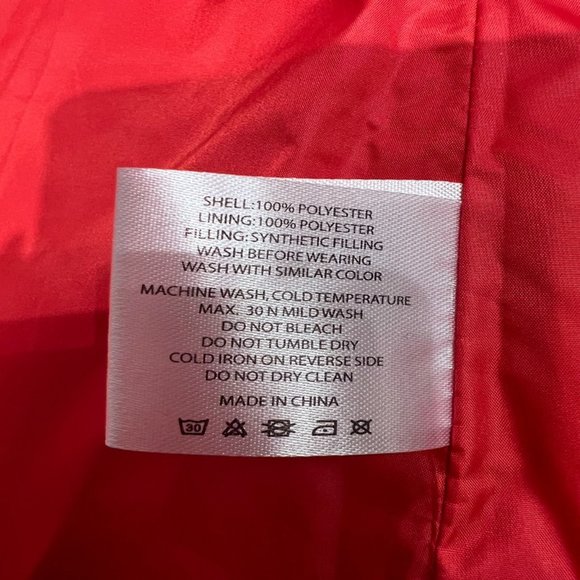 SHELL:100% POLYESTER
LINING:100% POLYESTER
FILLING: SYNTHETIC FILLING
WASH BEFORE WEARING
WASH WITH SIMILAR COLOR
MACHINE WASH, COLD TEMPERATURE
MAX. 30 N MILD WASH
DO NOT BLEACH
DO NOT TUMBLE DRY
COLD IRON ON REVERSE SIDE
DO NOT DRY CLEAN
MADE IN CHINA
30